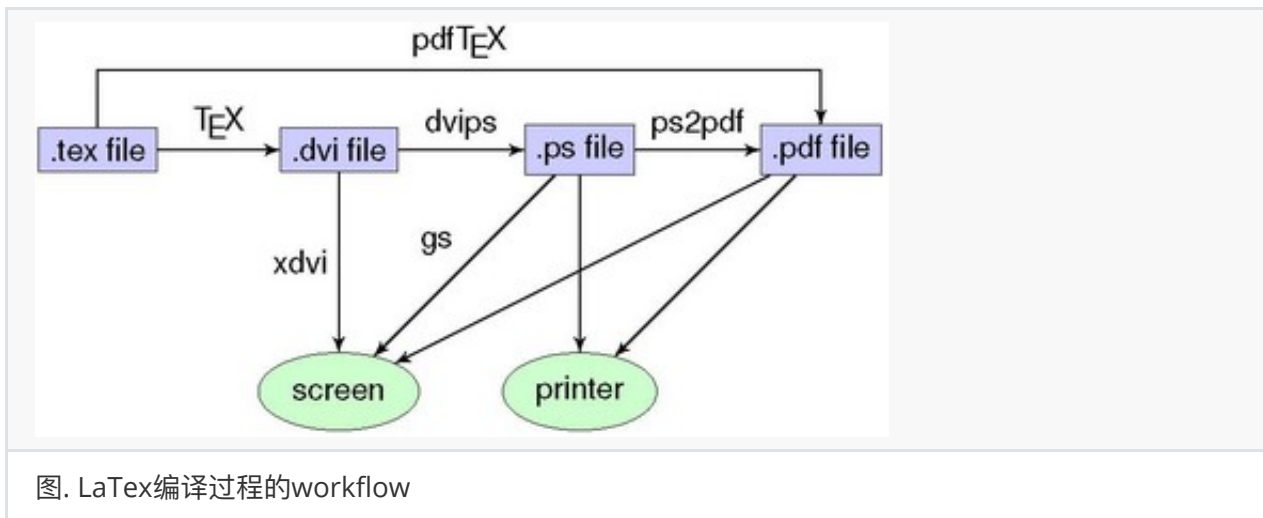 pdfTEX
TEX
dvips
ps2pdf
.tex file
.dvi file
.ps file
.pdf file
xdvi
gs
screen
printer
图. LaTex编译过程的workflow